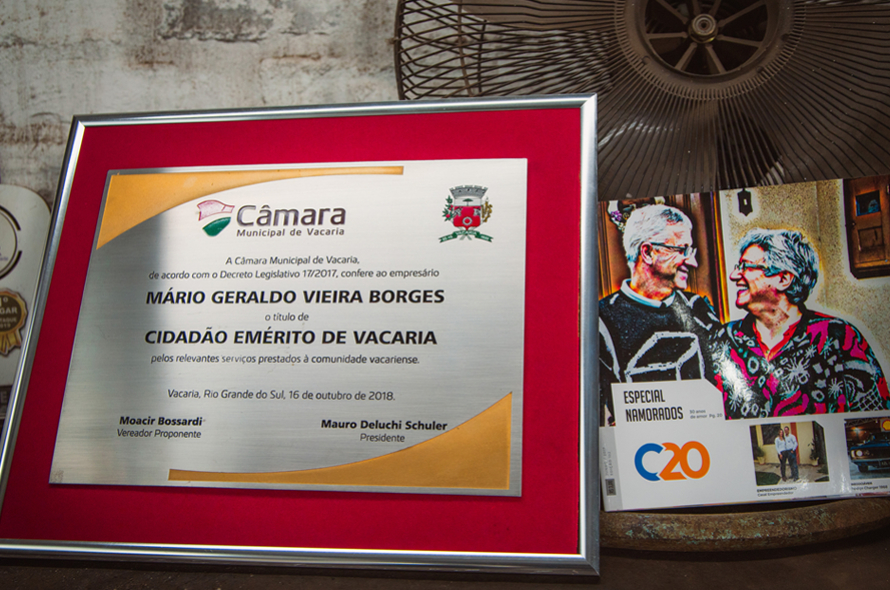 Câmara
Municipal de Vacaria
A Câmara Municipal de Vacaria,
de acordo com o Decreto Legislativo 17/2017, confere ao empresário
MÁRIO GERALDO VIEIRA BORGES
o título de
CIDADÃO EMÉRITO DE VACARIA
pelos relevantes serviços prestados à comunidade vacariense.
Vacaria, Rio Grande do Sul, 16 de outubro de 2018.
Moacir Bossardi
Vereador Proponente
Mauro Deluchi Schuler
Presidente
ESPECIAL
NAMORADOS
Pg. 20
C20